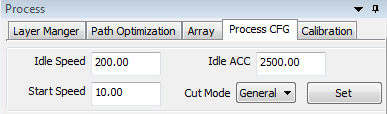 Process
Layer Manger Path Optimization Array Process CFG Calibration
Idle Speed 200.00 Idle ACC 2500.00
Start Speed 10.00 Cut Mode General Set